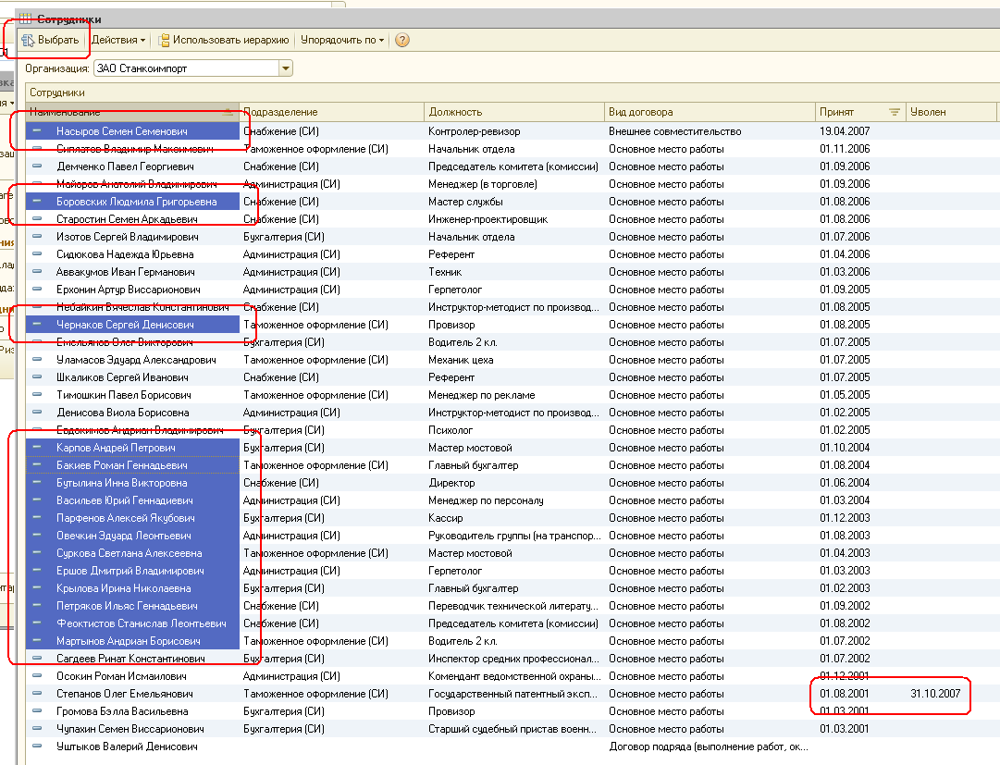 Сотрудники
Выбрать Действия Использовать иерархию Упорядочить по
Организация: ЗАО Станкоимпорт
Сотрудники
Наименование Подразделение Должность Вид договора Принят Уволен
Насыров Семен Семенович Снабжение (СИ) Контролер-ревизор Внешнее совместительство 19.04.2007
Сиплатов Владимир Максимович Таможенное оформление (СИ) Начальник отдела Основное место работы 01.11.2006
Демченко Павел Георгиевич Снабжение (СИ) Председатель комитета (комиссии) Основное место работы 01.09.2006
Майоров Анатолий Владимирович Администрация (СИ) Менеджер (в торговле) Основное место работы 01.09.2006
Боровских Людмила Григорьевна Снабжение (СИ) Мастер службы Основное место работы 01.08.2006
Старостин Семен Аркадьевич Снабжение (СИ) Инженер-проектировщик Основное место работы 01.08.2006
Изотов Сергей Владимирович Бухгалтерия (СИ) Начальник отдела Основное место работы 01.07.2006
Сидюкова Надежда Юрьевна Администрация (СИ) Референт Основное место работы 01.04.2006
Аввакумов Иван Германович Администрация (СИ) Техник Основное место работы 01.03.2006
Ерхонин Артур Виссарионович Администрация (СИ) Герпетолог Основное место работы 01.09.2005
Небайкин Вячеслав Константинович Снабжение (СИ) Инструктор-методист по производ... Основное место работы 01.08.2005
Чернаков Сергей Денисович Таможенное оформление (СИ) Провизор Основное место работы 01.08.2005
Емельянов Олег Викторович Бухгалтерия (СИ) Водитель 2 кл. Основное место работы 01.07.2005
Уламасов Эдуард Александрович Таможенное оформление (СИ) Механик цеха Основное место работы 01.07.2005
Шкаликов Сергей Иванович Снабжение (СИ) Референт Основное место работы 01.07.2005
Тимошкин Павел Борисович Таможенное оформление (СИ) Менеджер по рекламе Основное место работы 01.05.2005
Денисова Виола Борисовна Администрация (СИ) Инструктор-методист по производ... Основное место работы 01.02.2005
Евдокимов Андриан Владимирович Бухгалтерия (СИ) Психолог Основное место работы 01.02.2005
Карпов Андрей Петрович Бухгалтерия (СИ) Мастер мостовой Основное место работы 01.10.2004
Бакиев Роман Геннадьевич Таможенное оформление (СИ) Главный бухгалтер Основное место работы 01.08.2004
Бутылина Инна Викторовна Снабжение (СИ) Директор Основное место работы 01.06.2004
Васильев Юрий Геннадиевич Администрация (СИ) Менеджер по персоналу Основное место работы 01.03.2004
Парфенов Алексей Якубович Бухгалтерия (СИ) Кассир Основное место работы 01.12.2003
Овечкин Эдуард Леонтьевич Администрация (СИ) Руководитель группы (на транспор... Основное место работы 01.08.2003
Суркова Светлана Алексеевна Таможенное оформление (СИ) Мастер мостовой Основное место работы 01.04.2003
Ершов Дмитрий Владимирович Администрация (СИ) Герпетолог Основное место работы 01.03.2003
Крылова Ирина Николаевна Бухгалтерия (СИ) Главный бухгалтер Основное место работы 01.02.2003
Петряков Ильяс Геннадьевич Снабжение (СИ) Переводчик технической литерату... Основное место работы 01.09.2002
Феоктистов Станислав Леонтьевич Снабжение (СИ) Председатель комитета (комиссии) Основное место работы 01.08.2002
Мартынов Андриан Борисович Таможенное оформление (СИ) Водитель 2 кл. Основное место работы 01.07.2002
Сагдеев Ринат Константинович Бухгалтерия (СИ) Инспектор средних профессионал... Основное место работы 01.07.2002
Осокин Роман Исмаилович Администрация (СИ) Комендант ведомственной охраны... Основное место работы 01.12.2001
Степанов Олег Емельянович Таможенное оформление (СИ) Государственный патентный эксп... Основное место работы 01.08.2001 31.10.2007
Громова Бэлла Васильевна Бухгалтерия (СИ) Провизор Основное место работы 01.03.2001
Чупахин Семен Виссарионович Бухгалтерия (СИ) Старший судебный пристав военн... Основное место работы 01.03.2001
Уштыков Валерий Денисович Договор подряда (выполнение работ, ок...